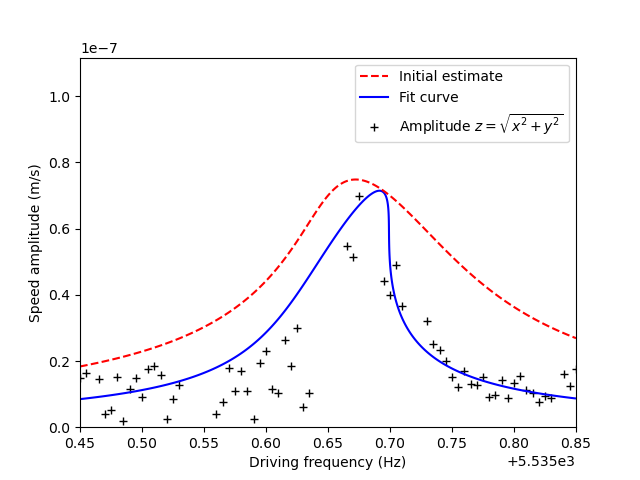 1e−7
Initial estimate
Fit curve
Amplitude z = √x² + y²
1.0
0.8
0.6
0.4
0.2
0.0
Speed amplitude (m/s)
0.45 0.50 0.55 0.60 0.65 0.70 0.75 0.80 0.85
Driving frequency (Hz)
+5.535e3